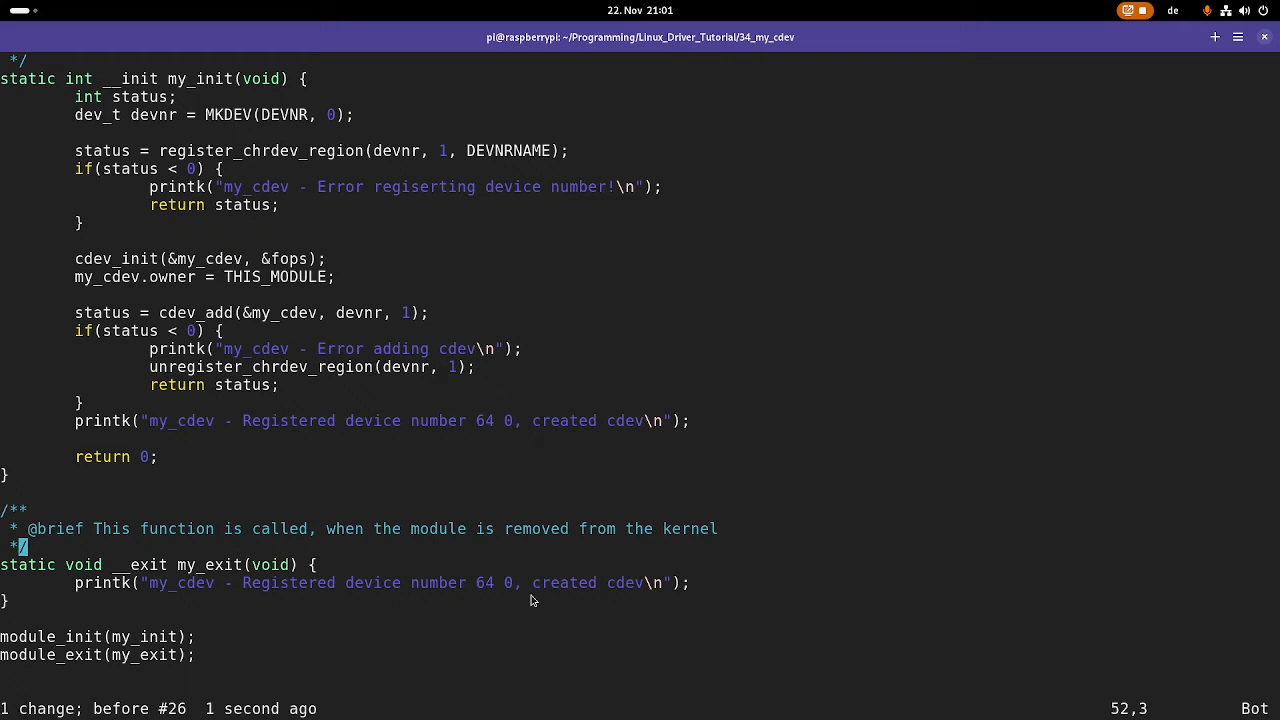 22. Nov 21:01
de
pi@raspberrypi: ~/Programming/Linux_Driver_Tutorial/34_my_cdev
 */
static int __init my_init(void) {
        int status;
        dev_t devnr = MKDEV(DEVNR, 0);
        status = register_chrdev_region(devnr, 1, DEVNRNAME);
        if(status < 0) {
                printk("my_cdev - Error regiserting device number!\n");
                return status;
        }
        cdev_init(&my_cdev, &fops);
        my_cdev.owner = THIS_MODULE;
        status = cdev_add(&my_cdev, devnr, 1);
        if(status < 0) {
                printk("my_cdev - Error adding cdev\n");
                unregister_chrdev_region(devnr, 1);
                return status;
        }
        printk("my_cdev - Registered device number 64 0, created cdev\n");
        return 0;
}
/**
 * @brief This function is called, when the module is removed from the kernel
 */
static void __exit my_exit(void) {
        printk("my_cdev - Registered device number 64 0, created cdev\n");
}
module_init(my_init);
module_exit(my_exit);
1 change; before #26  1 second ago 52,3 Bot